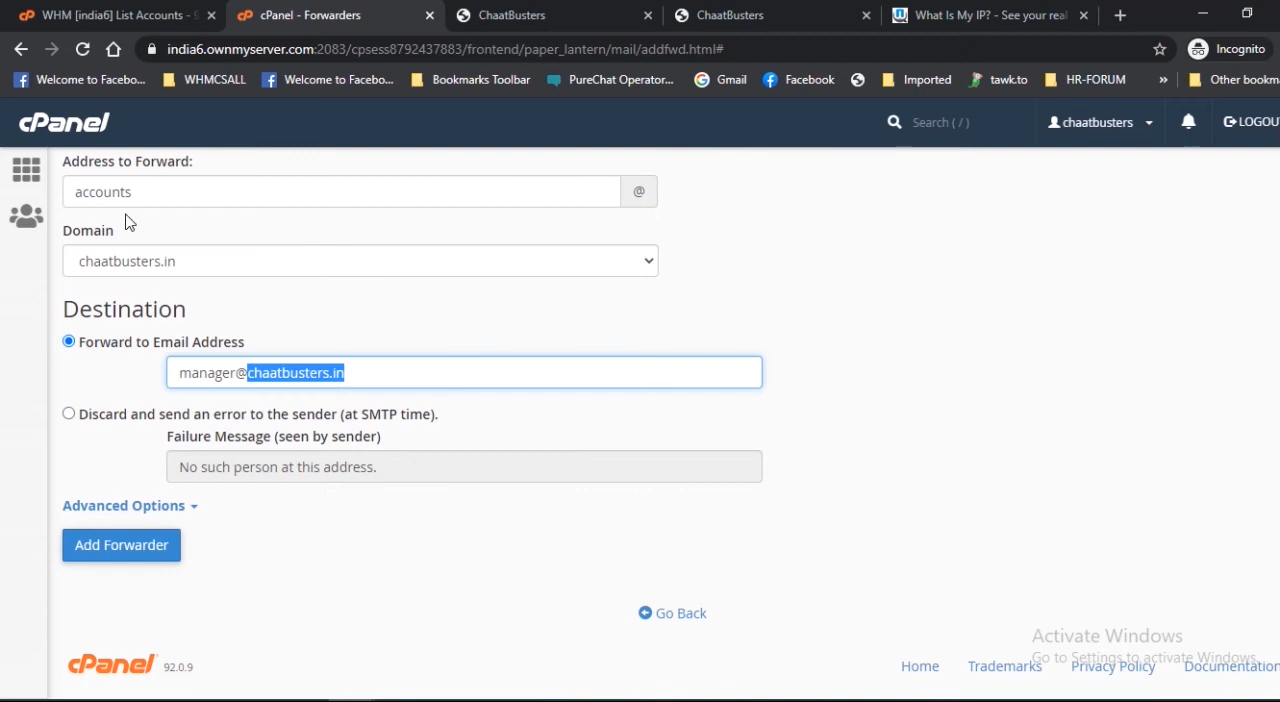 WHM [india6] List Accounts -
cPanel - Forwarders
ChaatBusters
ChaatBusters
What Is My IP? - See your real
india6.ownmyserver.com:2083/cpsess8792437883/frontend/paper_lantern/mail/addfwd.html#
Incognito
Welcome to Facebo...
WHMCSALL
Welcome to Facebo...
Bookmarks Toolbar
PureChat Operator...
Gmail
Facebook
Imported
tawk.to
HR-FORUM
»
Other bookma
cPanel
Search ( / )
chaatbusters
LOGOU
Address to Forward:
accounts
@
Domain
chaatbusters.in
Destination
Forward to Email Address
manager@chaatbusters.in
Discard and send an error to the sender (at SMTP time).
Failure Message (seen by sender)
No such person at this address.
Advanced Options
Add Forwarder
Go Back
Activate Windows
Go to Settings to activate Windows.
cPanel 92.0.9
Home
Trademarks
Privacy Policy
Documentation